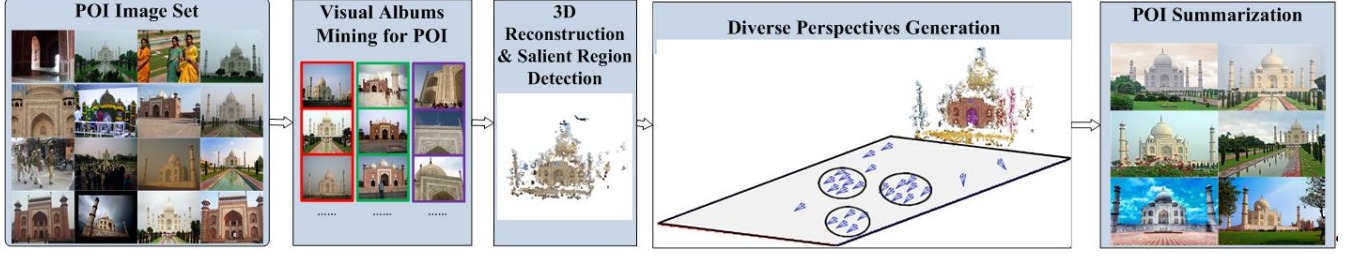 POI Image Set
Visual Albums
Mining for POI
......
......
......
3D
Reconstruction
& Salient Region
Detection
Diverse Perspectives Generation
POI Summarization